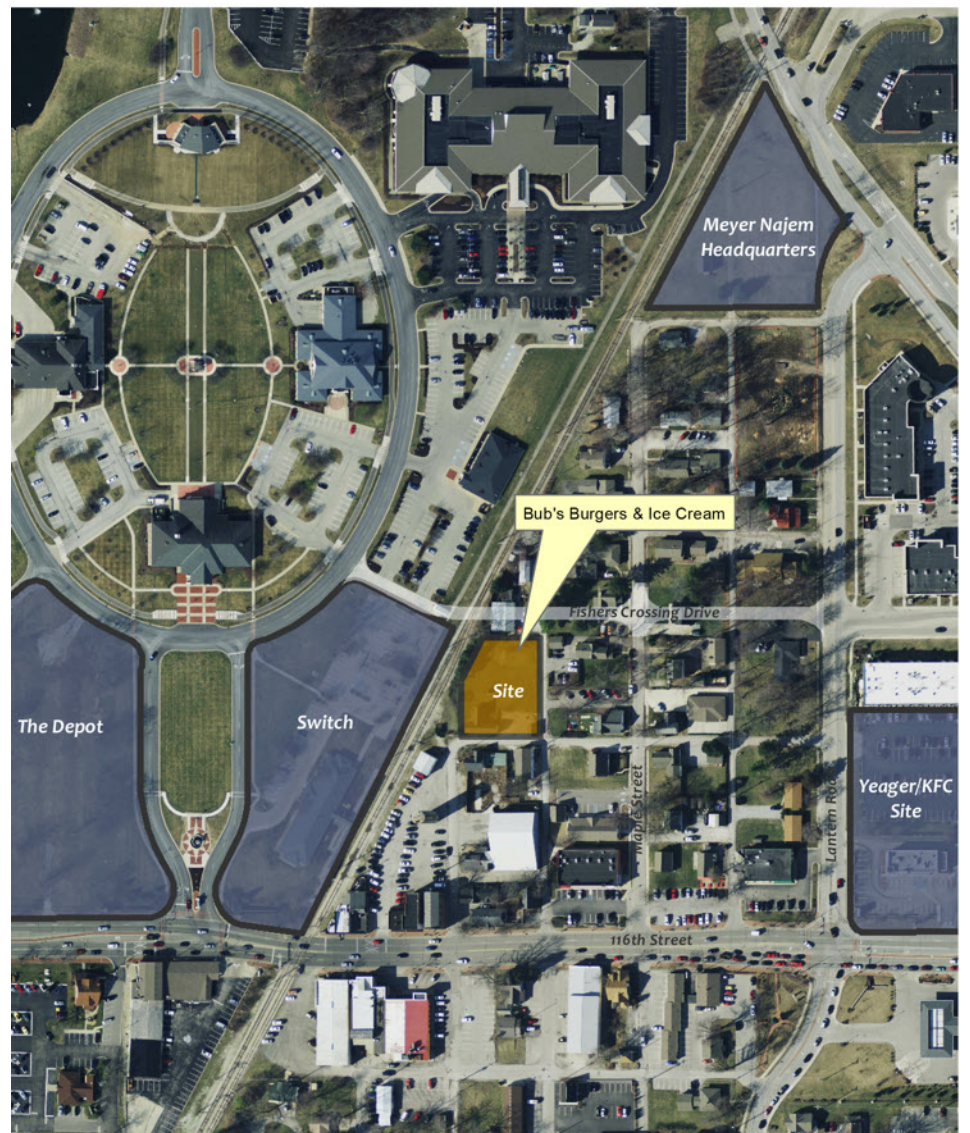 Meyer Najem
Headquarters
Bub's Burgers & Ice Cream
Fishers Crossing Drive
Site
The Depot
Switch
Maple Street
Lantern Road
Yeager/KFC
Site
116th Street